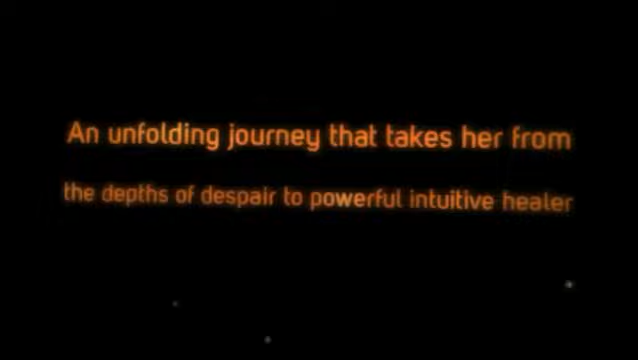 An unfolding journey that takes her from
the depths of despair to powerful intuitive healer